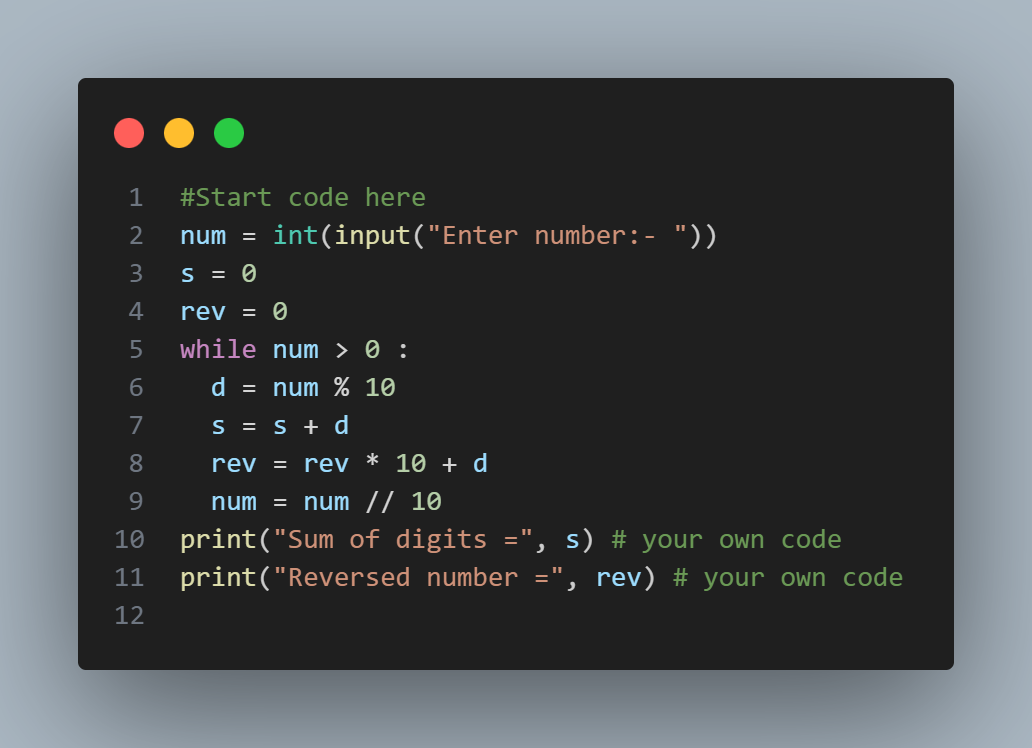 1 #Start code here
2 num = int(input("Enter number:- "))
3 s = 0
4 rev = 0
5 while num > 0 :
6   d = num % 10
7   s = s + d
8   rev = rev * 10 + d
9   num = num // 10
10 print("Sum of digits =", s) # your own code
11 print("Reversed number =", rev) # your own code
12